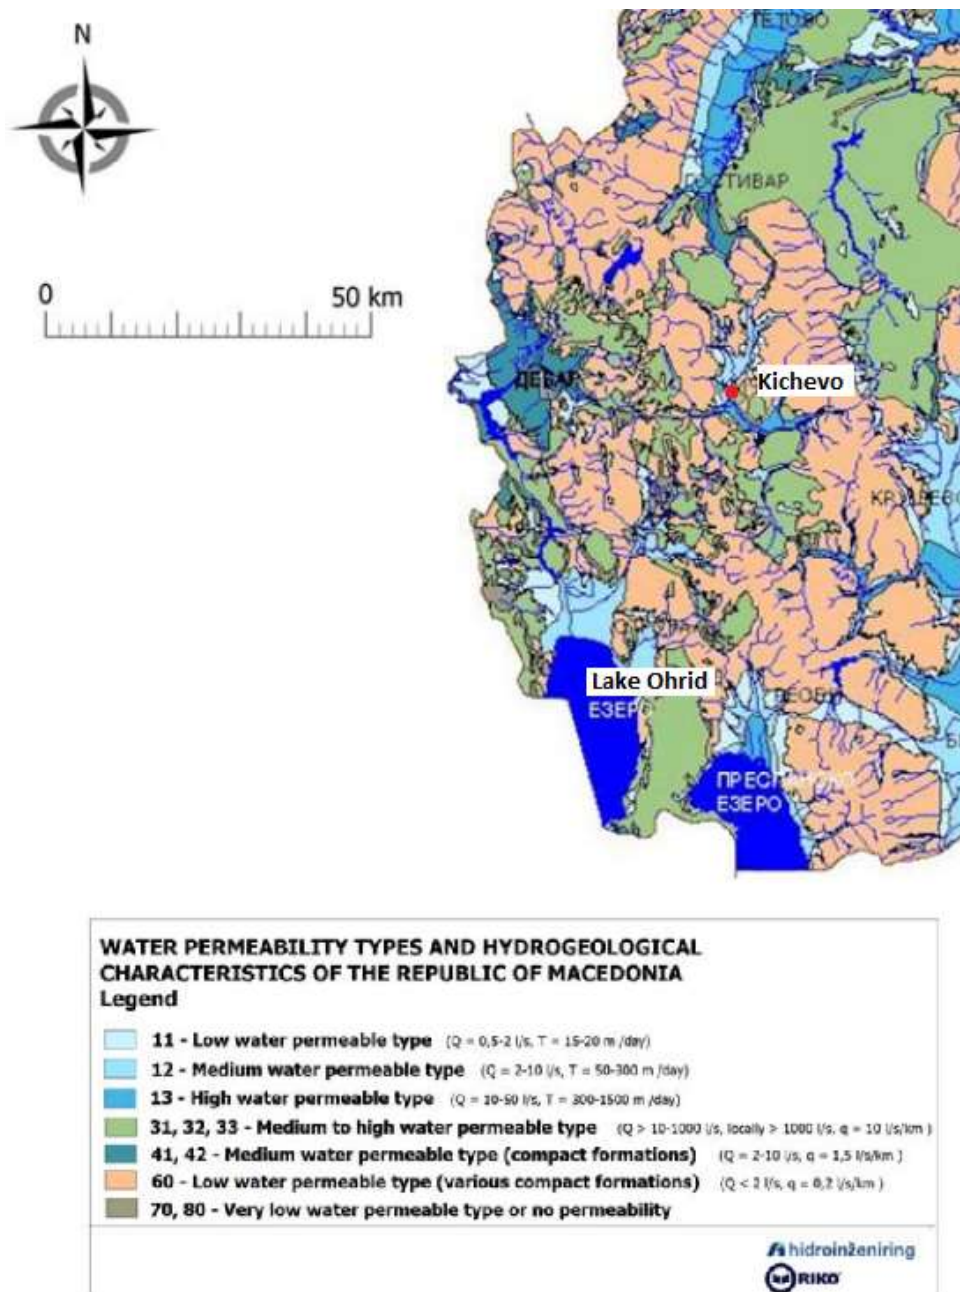 N
0 50 km
ТЕТОВО
ГОСТИВАР
ДЕБАР
Kichevo
Lake Ohrid
ЕЗЕРО
ПРЕСПАНСКО
ЕЗЕРО
WATER PERMEABILITY TYPES AND HYDROGEOLOGICAL
CHARACTERISTICS OF THE REPUBLIC OF MACEDONIA
Legend
11 - Low water permeable type (Q = 0,5-2 l/s, T = 15-20 m /day)
12 - Medium water permeable type (Q = 2-10 l/s, T = 50-300 m /day)
13 - High water permeable type (Q = 10-50 l/s, T = 300-1500 m /day)
31, 32, 33 - Medium to high water permeable type (Q > 10-1000 l/s, locally > 1000 l/s, q = 10 l/s/km )
41, 42 - Medium water permeable type (compact formations) (Q = 2-10 l/s, q = 1,5 l/s/km )
60 - Low water permeable type (various compact formations) (Q < 2 l/s, q = 0,2 l/s/km )
70, 80 - Very low water permeable type or no permeability
hidroinženiring
RIKO